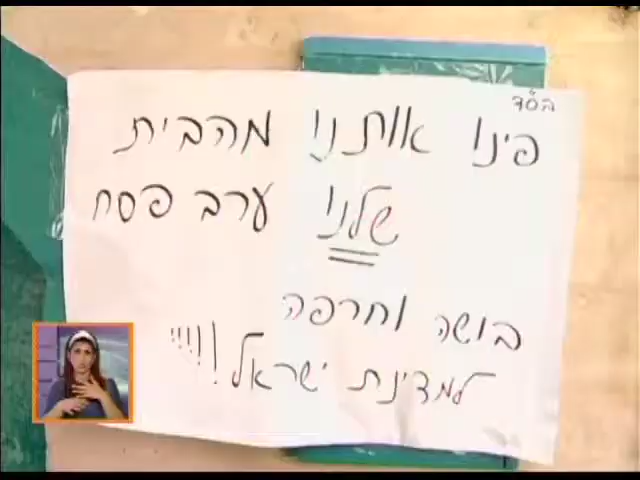 בס"ד
פינו אותנו מהבית
שלנו ערב פסח
בושה וחרפה
למדינת ישראל!!!!!!